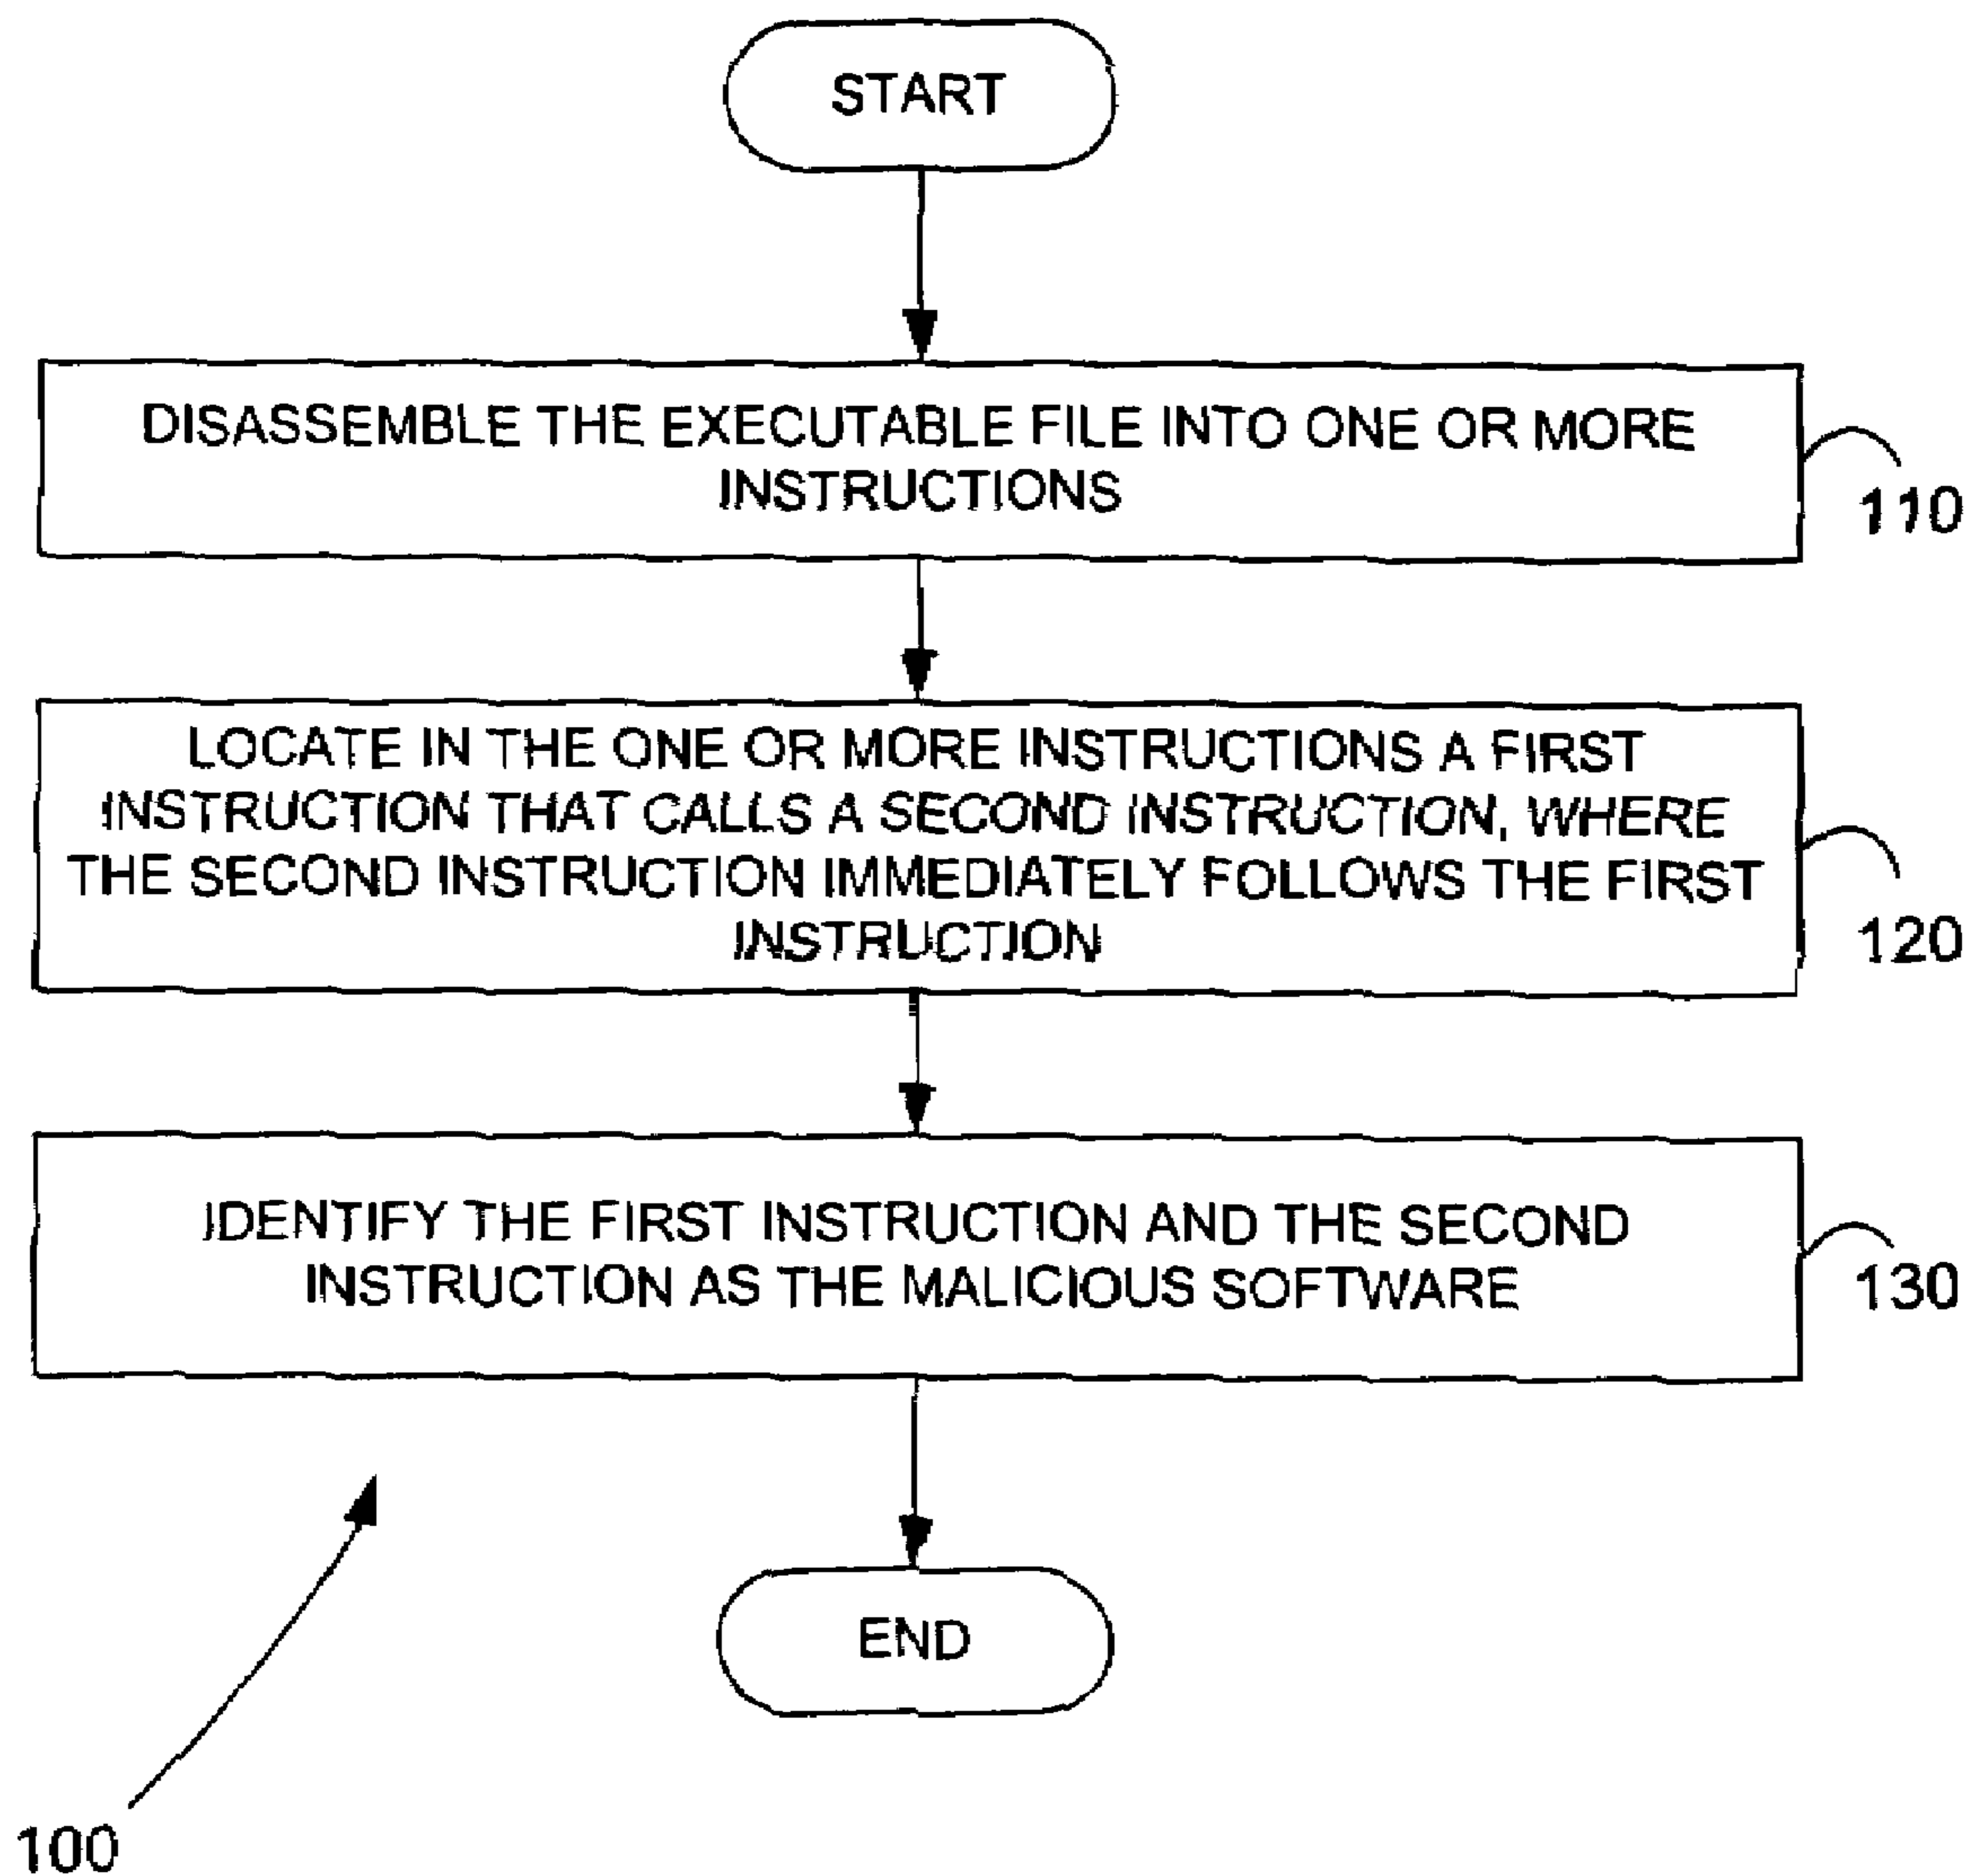 START
DISASSEMBLE THE EXECUTABLE FILE INTO ONE OR MORE
INSTRUCTIONS
110
LOCATE IN THE ONE OR MORE INSTRUCTIONS A FIRST
INSTRUCTION THAT CALLS A SECOND INSTRUCTION, WHERE
THE SECOND INSTRUCTION IMMEDIATELY FOLLOWS THE FIRST
INSTRUCTION
120
IDENTIFY THE FIRST INSTRUCTION AND THE SECOND
INSTRUCTION AS THE MALICIOUS SOFTWARE
130
END
100